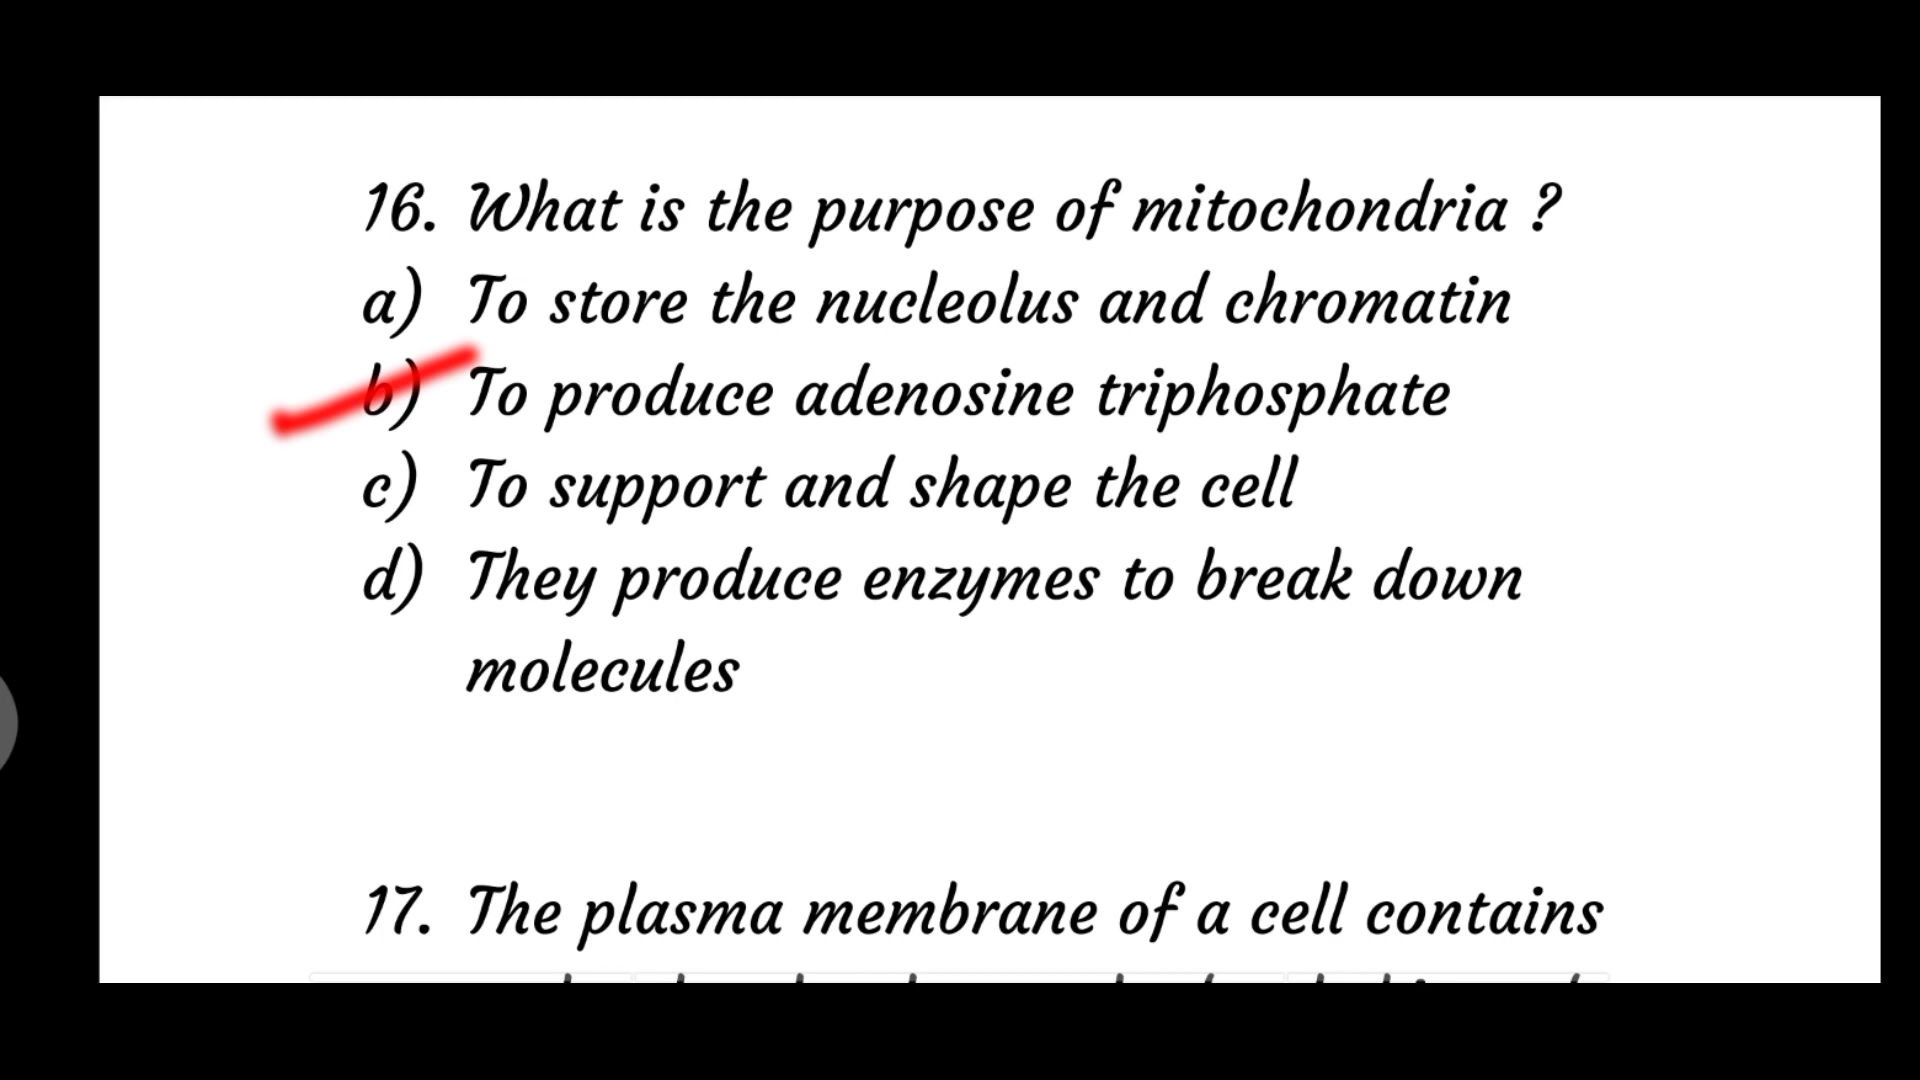 16. What is the purpose of mitochondria ?
a) To store the nucleolus and chromatin
b) To produce adenosine triphosphate
c) To support and shape the cell
d) They produce enzymes to break down
molecules
17. The plasma membrane of a cell contains